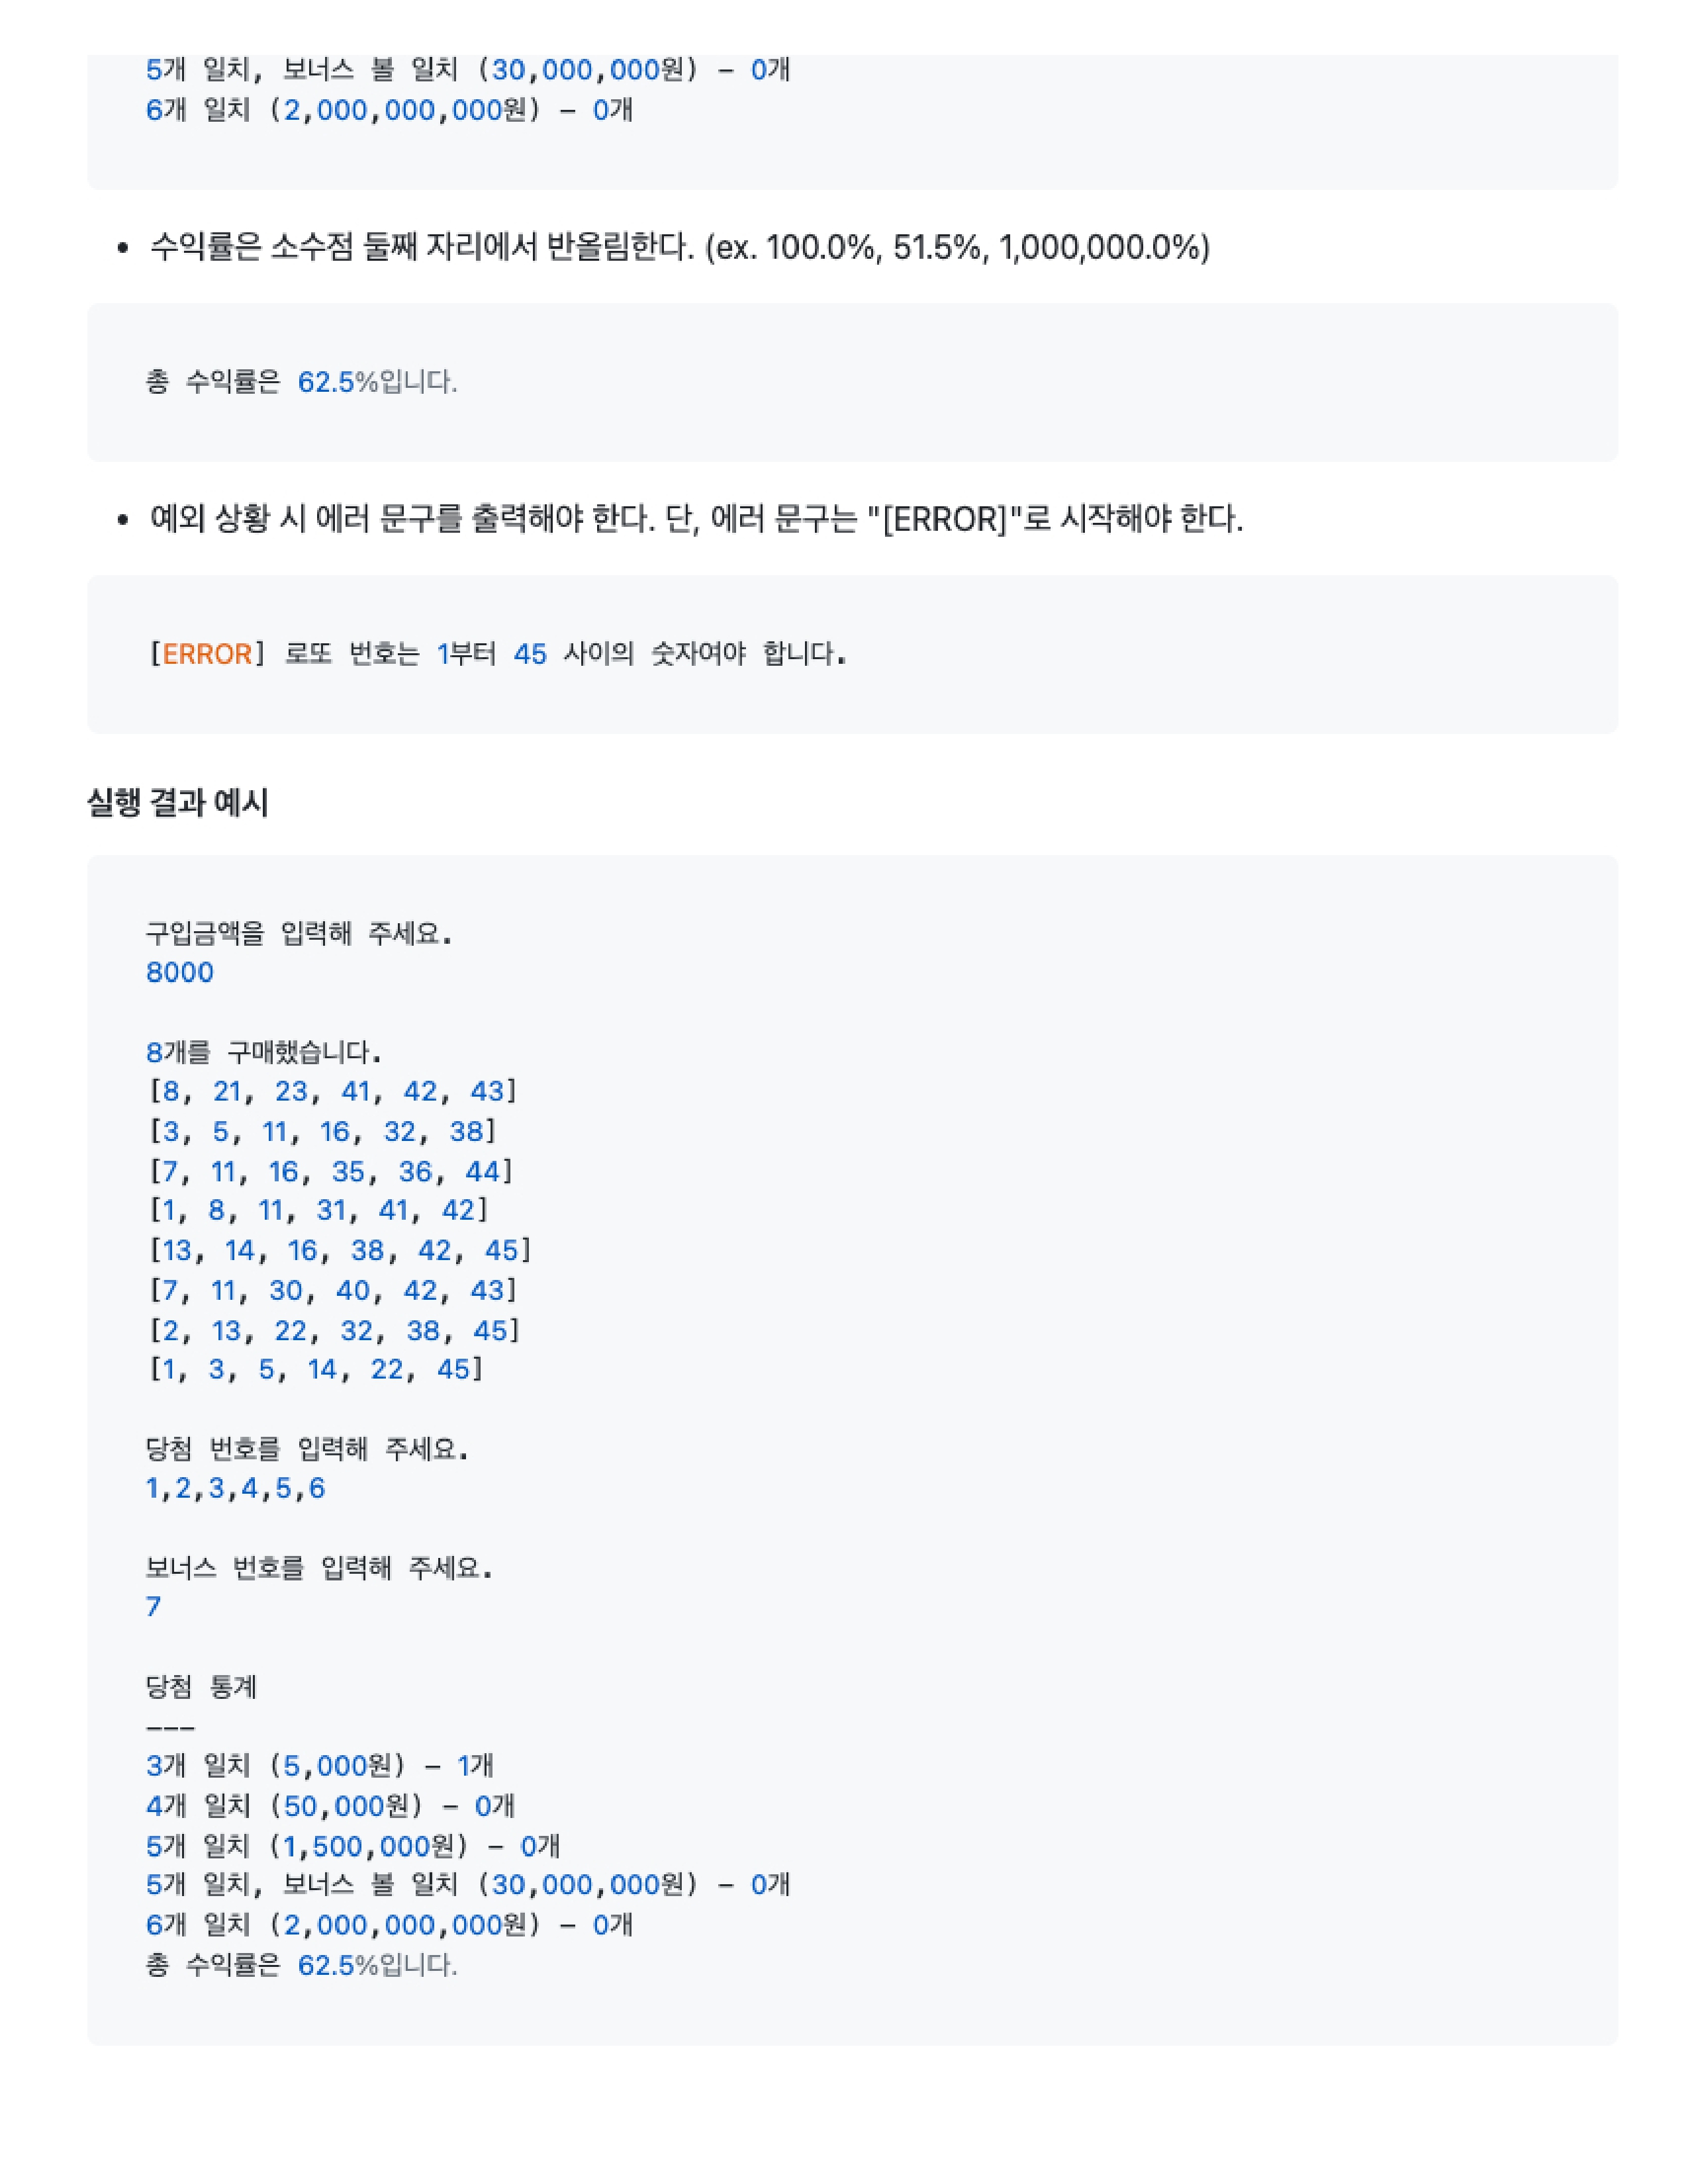 5개 일치, 보너스 볼 일치 (30,000,000원) – 0개
6개 일치 (2,000,000,000원) – 0개
• 수익률은 소수점 둘째 자리에서 반올림한다. (ex. 100.0%, 51.5%, 1,000,000.0%)
총 수익률은 62.5%입니다.
• 예외 상황 시 에러 문구를 출력해야 한다. 단, 에러 문구는 "[ERROR]"로 시작해야 한다.
[ERROR] 로또 번호는 1부터 45 사이의 숫자여야 합니다.
실행 결과 예시
구입금액을 입력해 주세요.
8000
8개를 구매했습니다.
[8, 21, 23, 41, 42, 43]
[3, 5, 11, 16, 32, 38]
[7, 11, 16, 35, 36, 44]
[1, 8, 11, 31, 41, 42]
[13, 14, 16, 38, 42, 45]
[7, 11, 30, 40, 42, 43]
[2, 13, 22, 32, 38, 45]
[1, 3, 5, 14, 22, 45]
당첨 번호를 입력해 주세요.
1,2,3,4,5,6
보너스 번호를 입력해 주세요.
7
당첨 통계
---
3개 일치 (5,000원) – 1개
4개 일치 (50,000원) – 0개
5개 일치 (1,500,000원) – 0개
5개 일치, 보너스 볼 일치 (30,000,000원) – 0개
6개 일치 (2,000,000,000원) – 0개
총 수익률은 62.5%입니다.